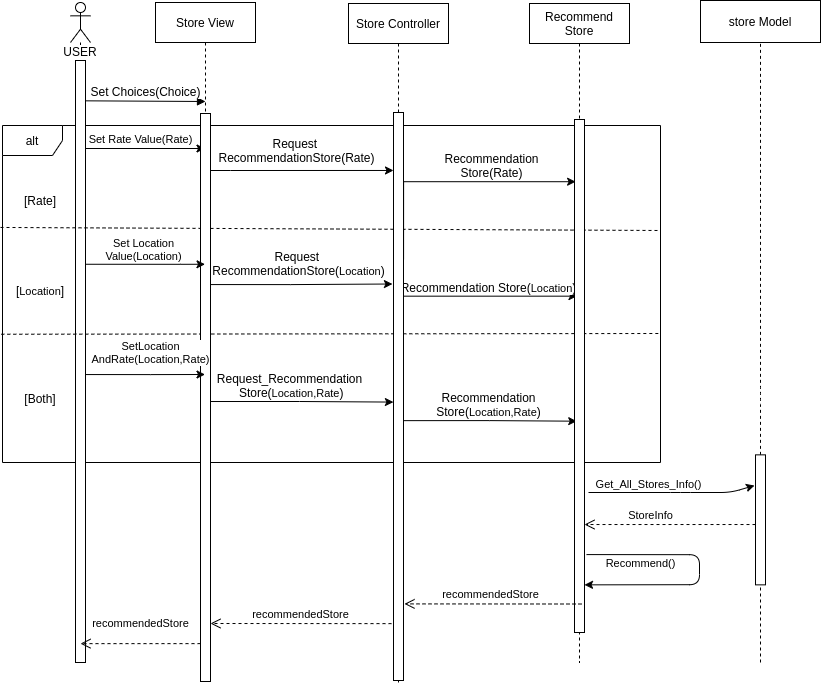 USER
Store View
Store Controller
Recommend
Store
store Model
Set Choices(Choice)
alt
Set Rate Value(Rate)
Request
RecommendationStore(Rate)
Recommendation
Store(Rate)
[Rate]
Set Location
Value(Location)
Request
RecommendationStore(Location)
[Location]
Recommendation Store(Location)
SetLocation
AndRate(Location,Rate)
Request_Recommendation
Store(Location,Rate)
[Both]
Recommendation
Store(Location,Rate)
Get_All_Stores_Info()
StoreInfo
Recommend()
recommendedStore
recommendedStore
recommendedStore